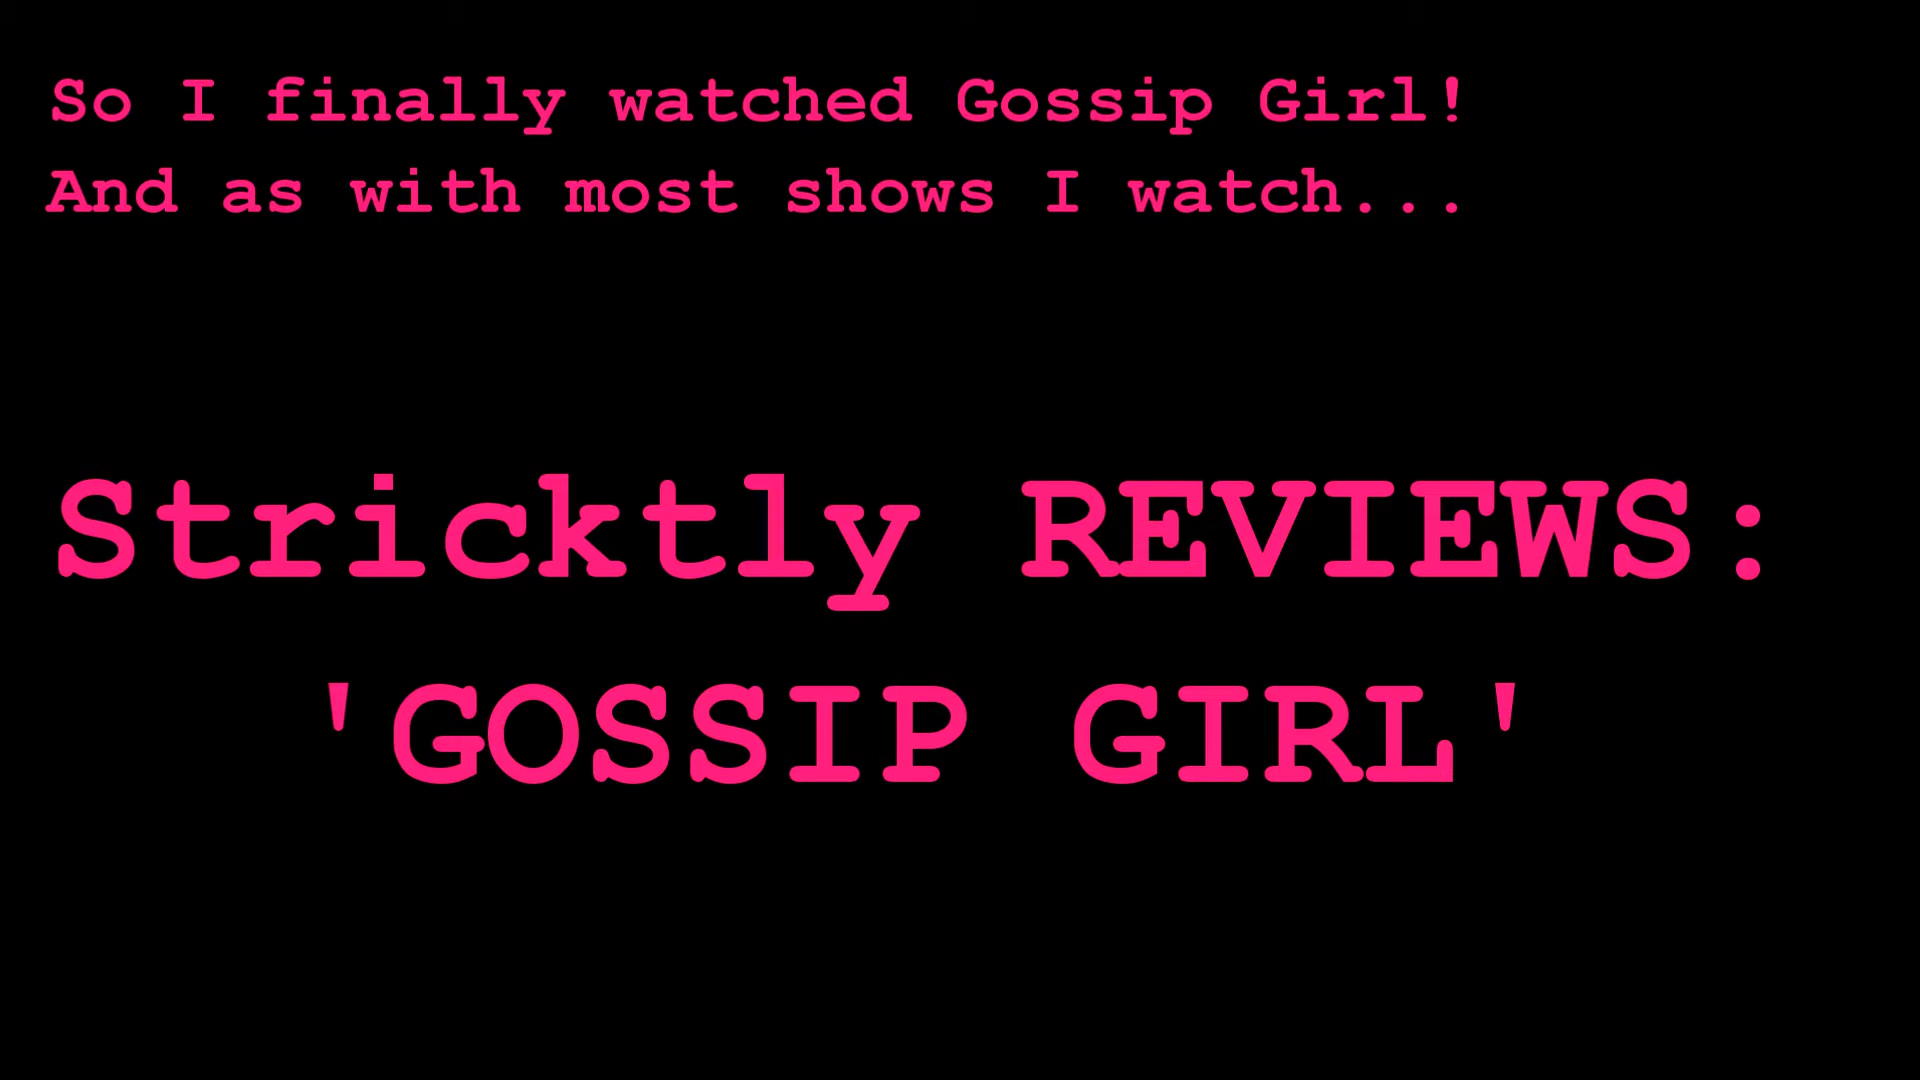 So I finally watched Gossip Girl!
And as with most shows I watch...
Stricktly REVIEWS:
'GOSSIP GIRL'